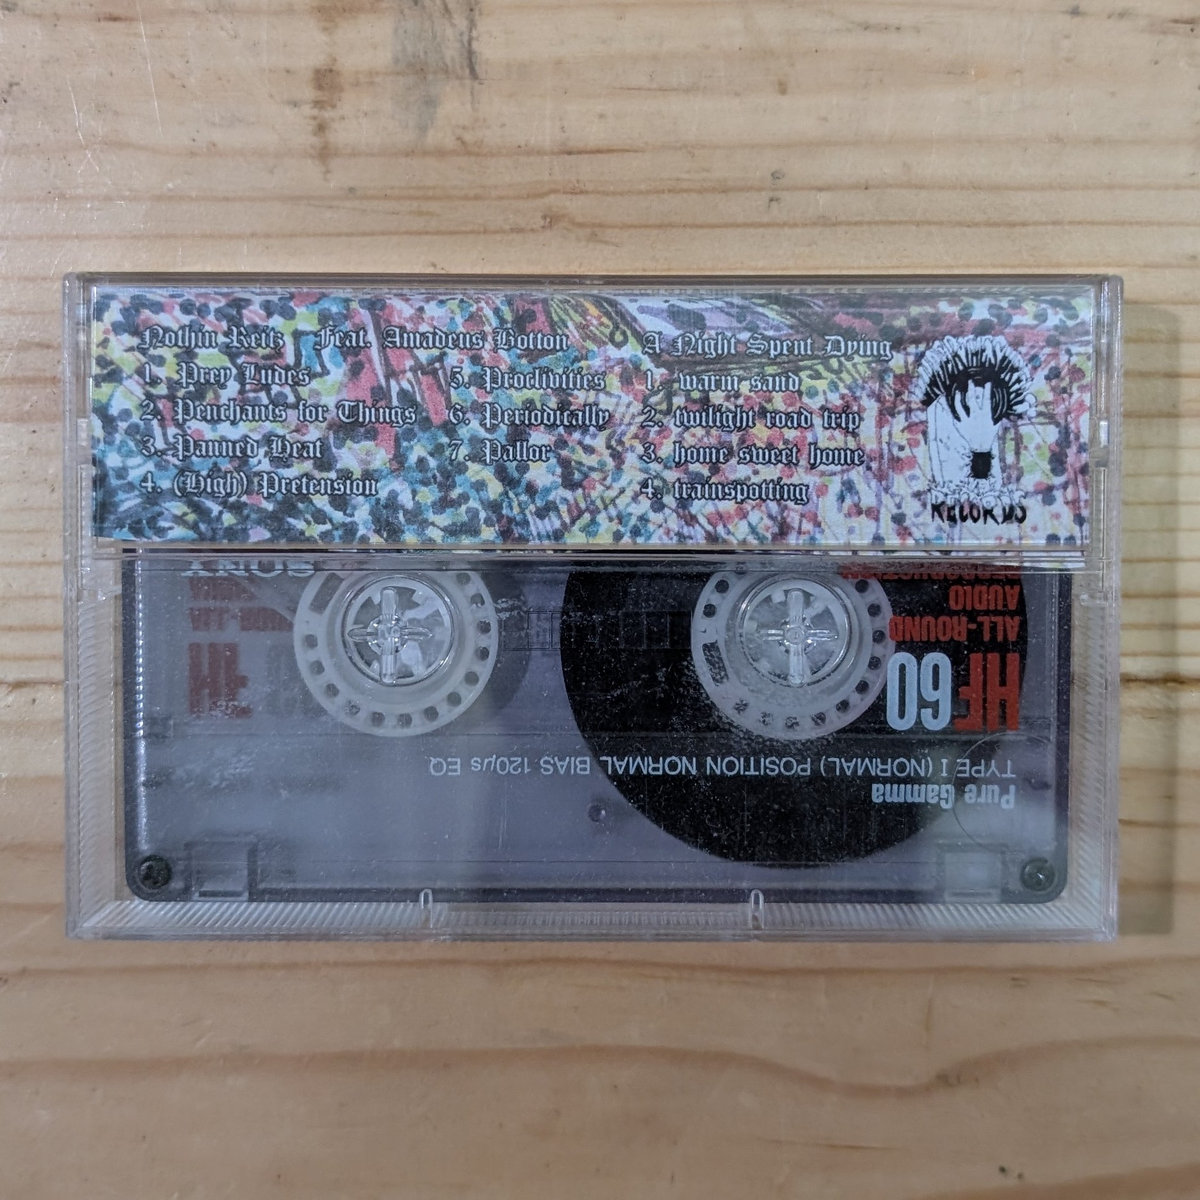 Nothin Reitz Feat. Amadeus Botton
1. Prey Ludes
2. Penchants for Things
3. Panned Heat
4. (High) Pretension
5. Proclivities
6. Periodically
7. Pallor
A Night Spent Dying
1. warm sand
2. twilight road trip
3. home sweet home
4. trainspotting
RECORDS
SONY
AUDIO
ALL-ROUND
HF60
HF
TYPE I (NORMAL) POSITION NORMAL BIAS 120μs EQ
Pure Gamma